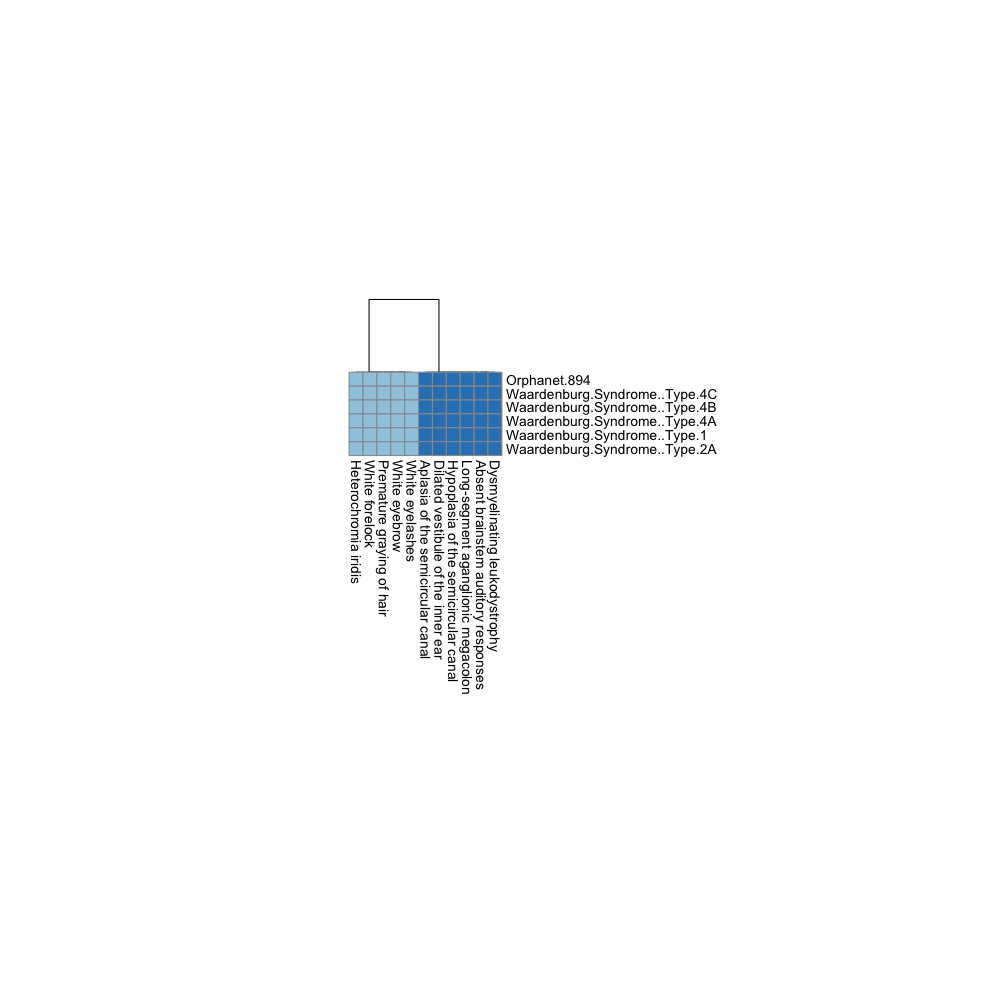 Orphanet.894
Waardenburg.Syndrome..Type.4C
Waardenburg.Syndrome..Type.4B
Waardenburg.Syndrome..Type.4A
Waardenburg.Syndrome..Type.1
Waardenburg.Syndrome..Type.2A
Heterochromia iridis
White forelock
Premature graying of hair
White eyebrow
White eyelashes
Aplasia of the semicircular canal
Dilated vestibule of the inner ear
Hypoplasia of the semicircular canal
Long-segment aganglionic megacolon
Absent brainstem auditory responses
Dysmyelinating leukodystrophy